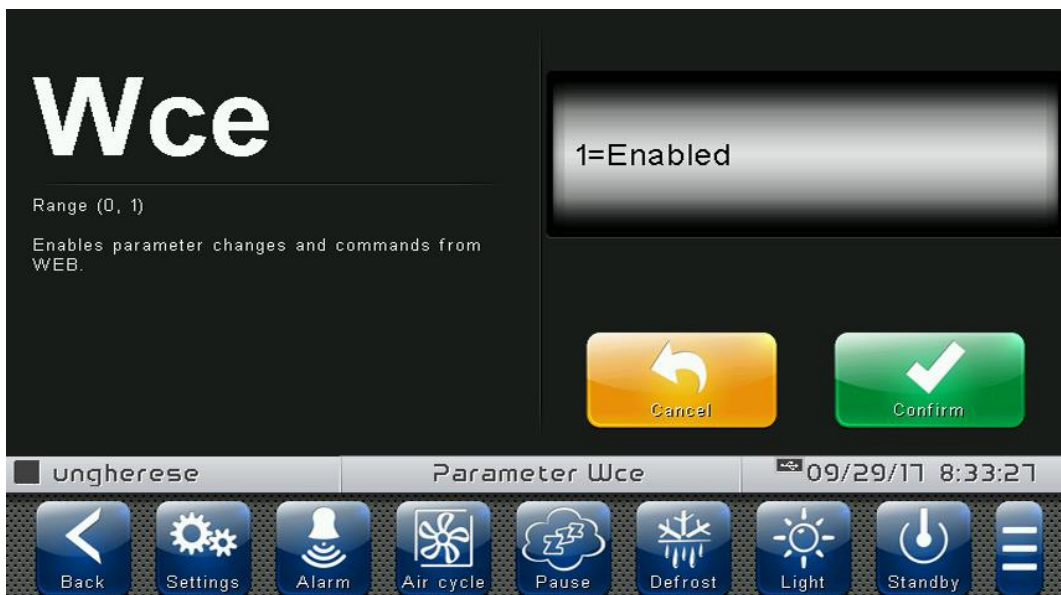 Wce
Range (0, 1)
Enables parameter changes and commands from
WEB.
1=Enabled
Cancel
Confirm
ungherese
Parameter Wce
09/29/17 8:33:27
Back
Settings
Alarm
Air cycle
zzz
Pause
Defrost
Light
Standby